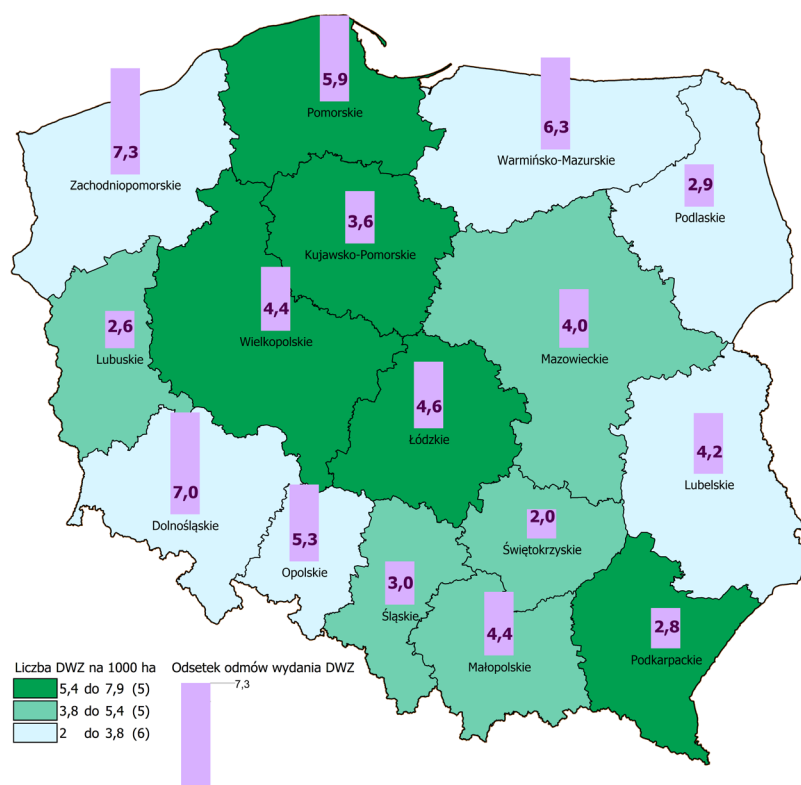 5,9
Pomorskie
6,3
Warmińsko-Mazurskie
7,3
Zachodniopomorskie
2,9
Podlaskie
3,6
Kujawsko-Pomorskie
4,4
Wielkopolskie
4,0
Mazowieckie
2,6
Lubuskie
4,6
Łódzkie
4,2
Lubelskie
7,0
Dolnośląskie
5,3
Opolskie
2,0
Świętokrzyskie
3,0
Śląskie
4,4
Małopolskie
2,8
Podkarpackie
Liczba DWZ na 1000 ha
5,4 do 7,9 (5)
3,8 do 5,4 (5)
2 do 3,8 (6)
Odsetek odmów wydania DWZ
7,3